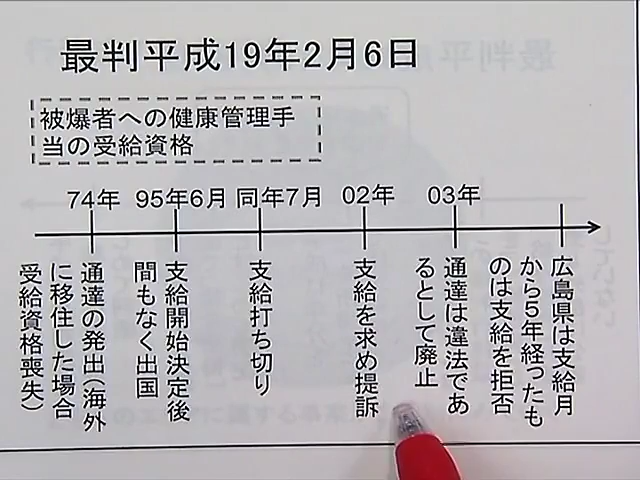 最判平成19年2月6日
被爆者への健康管理手
当の受給資格
74年
95年6月
同年7月
02年
03年
通達の発出(海外
に移住した場合
受給資格喪失)
支給開始決定後
間もなく出国
支給打ち切り
支給を求め提訴
通達は違法であ
るとして廃止
広島県は支給月
から5年経ったも
のは支給を拒否